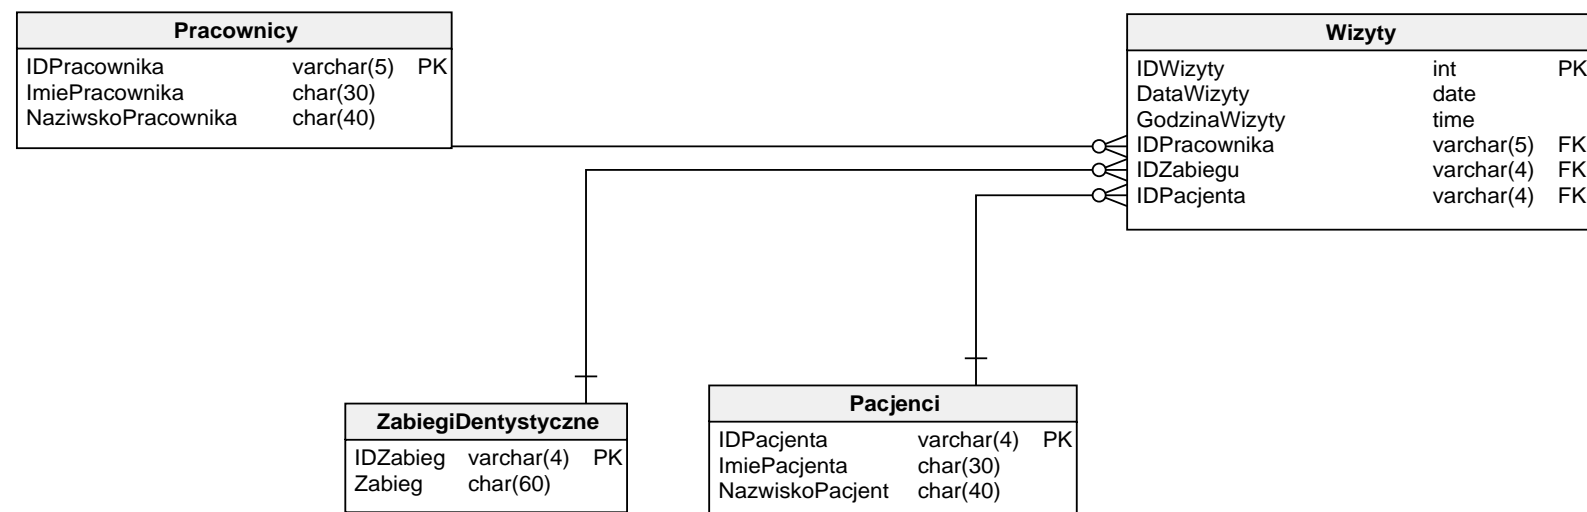 Pracownicy
IDPracownika varchar(5) PK
ImiePracownika char(30)
NaziwskoPracownika char(40)
Wizyty
IDWizyty int PK
DataWizyty date
GodzinaWizyty time
IDPracownika varchar(5) FK
IDZabiegu varchar(4) FK
IDPacjenta varchar(4) FK
ZabiegiDentystyczne
IDZabieg varchar(4) PK
Zabieg char(60)
Pacjenci
IDPacjenta varchar(4) PK
ImiePacjenta char(30)
NazwiskoPacjent char(40)